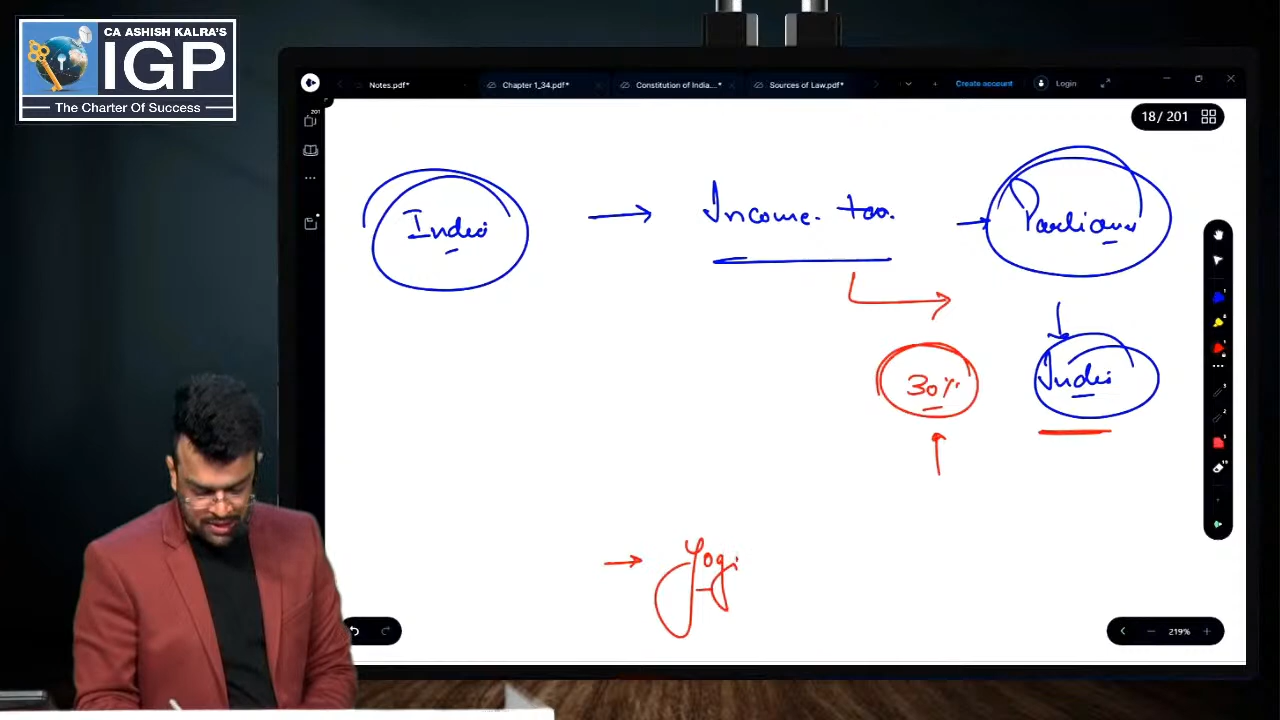 CA ASHISH KALRA'S
IGP
The Charter Of Success
Notes.pdf*
Chapter 1_34.pdf*
Constitution of India...*
Sources of Law.pdf*
Create account
Login
201
18 / 201
India → Income tax →
30% India
→ Yogi
219%